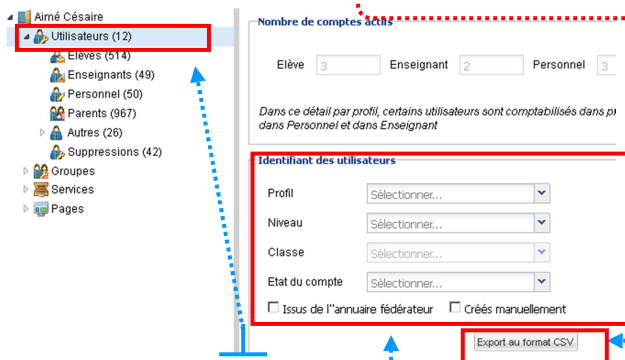 Aimé Césaire
Utilisateurs (12)
Elèves (514)
Enseignants (49)
Personnel (50)
Parents (967)
Autres (26)
Suppressions (42)
Groupes
Services
Pages
Nombre de comptes actifs
Elève 3 Enseignant 2 Personnel 3
Dans ce détail par profil, certains utilisateurs sont comptabilisés dans
dans Personnel et dans Enseignant
Identifiant des utilisateurs
Profil Sélectionner...
Niveau Sélectionner...
Classe Sélectionner...
Etat du compte Sélectionner...
Issus de l''annuaire fédérateur Créés manuellement
Export au format CSV